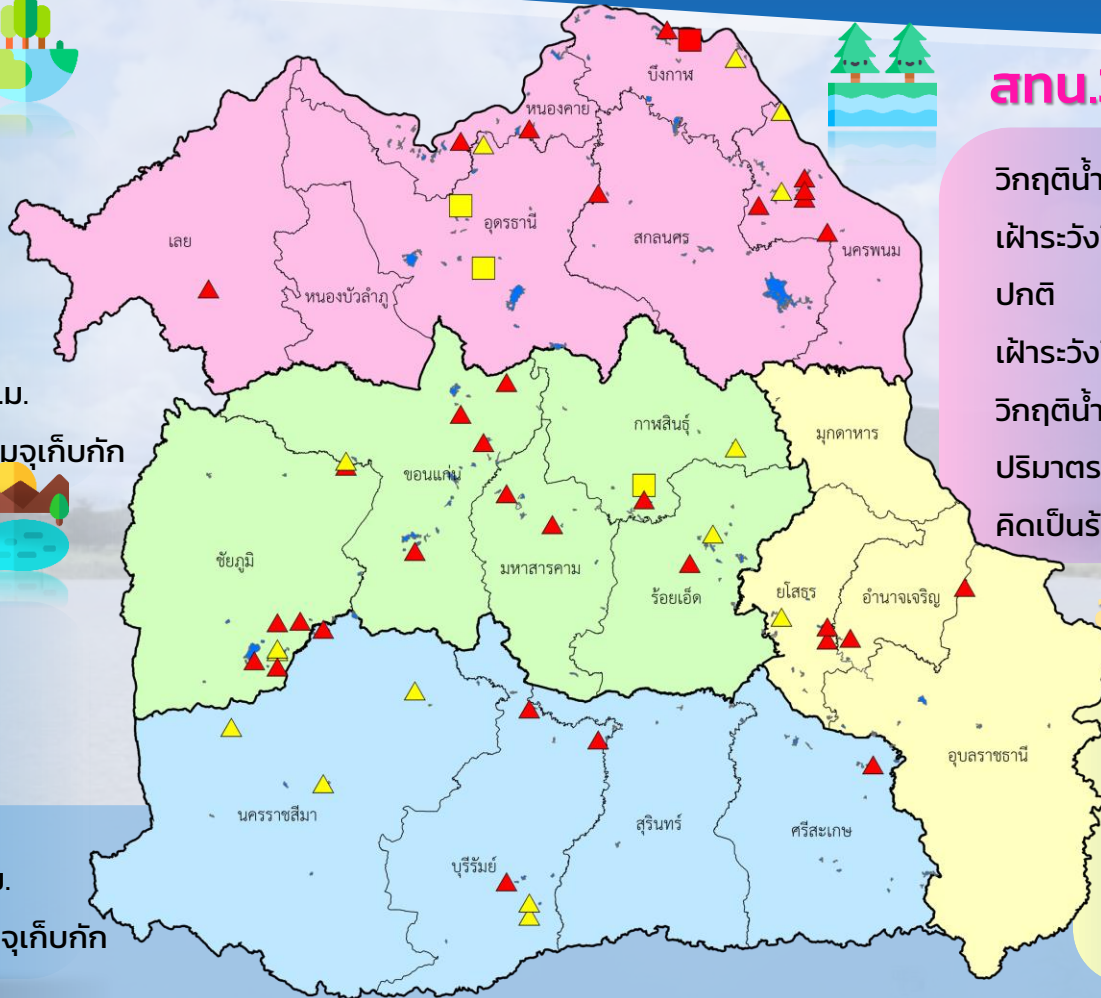 สทน.3
วิกฤติน้ำ
เฝ้าระวัง
ปกติ
เฝ้าระวัง
วิกฤติน้ำ
ปริมาตร
คิดเป็นร้
.ม.
มจุเก็บกัก
บึงกาฬ
หนองคาย
เลย
อุดรธานี
สกลนคร
นครพนม
หนองบัวลำภู
กาฬสินธุ์
มุกดาหาร
ขอนแก่น
ชัยภูมิ
มหาสารคาม
ร้อยเอ็ด
ยโสธร
อำนาจเจริญ
อุบลราชธานี
นครราชสีมา
บุรีรัมย์
สุรินทร์
ศรีสะเกษ
ม.
จุเก็บกัก